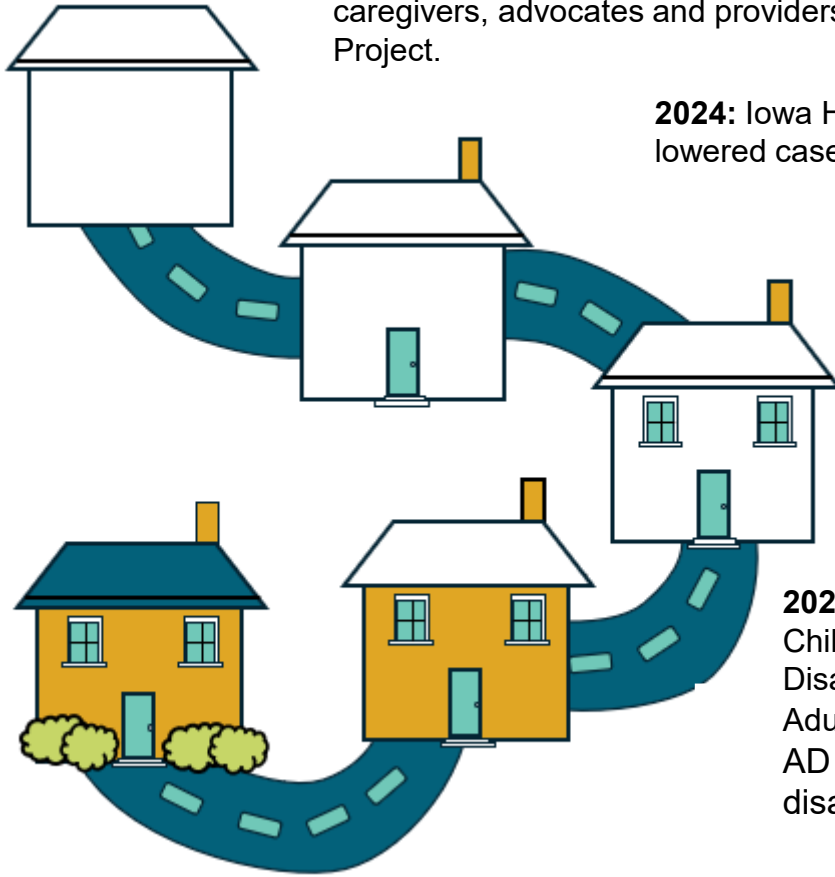 caregivers, advocates and providers
Project.
2024: Iowa H
lowered case
202
Chil
Disa
Adu
AD
disa